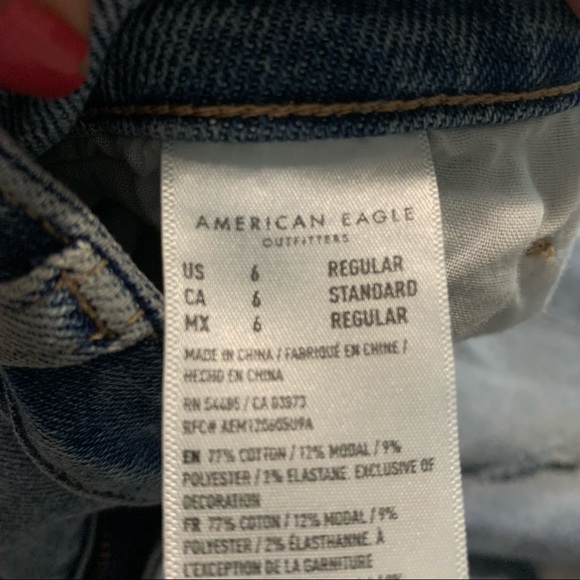 AMERICAN EAGLE
OUTFITTERS
US 6 REGULAR
CA 6 STANDARD
MX 6 REGULAR
MADE IN CHINA / FABRIQUÉ EN CHINE /
HECHO EN CHINA
RN 54485 / CA 03973
RFC# AEM120605U9A
EN 77% COTTON / 12% MODAL / 9%
POLYESTER / 2% ELASTANE. EXCLUSIVE OF
DECORATION
FR 77% COTON / 12% MODAL / 9%
POLYESTER / 2% ÉLASTHANNE. À
L'EXCEPTION DE LA GARNITURE